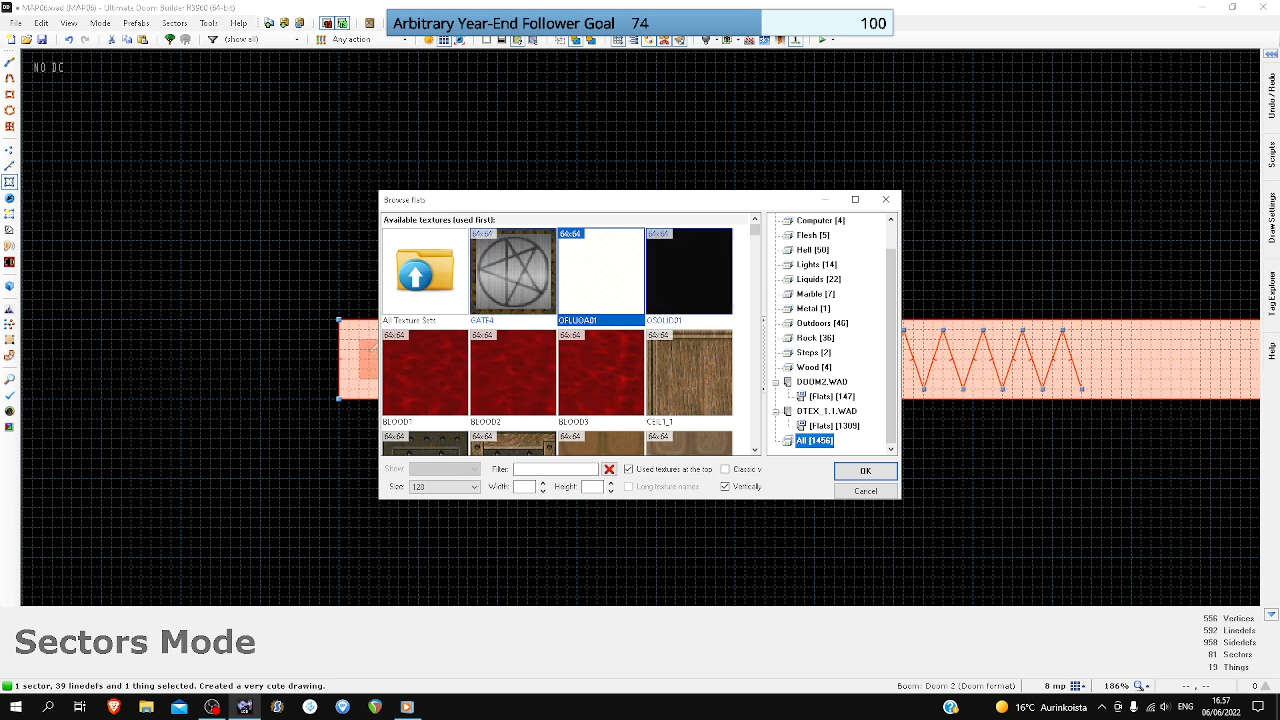 MAP06.wad (MAP06) - Ultimate Doom Builder R3960 (64-bit)
File Edit View Mode Prefabs Sectors Tools Help
Arbitrary Year-End Follower Goal 74 100
(show all)
Any action
NO DC
Undo / Redo
Scripts
Draw Settings
Tag Explorer
Help
Browse flats
Available textures (used first):
64x64 64x64 64x64
All Texture Sets GATE4 OFLUOA01 OSOLID01
64x64 64x64 64x64 64x64
BLOOD1 BLOOD2 BLOOD3 CEIL1_1
64x64 64x64 64x64 64x64
Computer [4]
Flesh [5]
Hell [50]
Lights [14]
Liquids [22]
Marble [7]
Metal [1]
Outdoors [46]
Rock [36]
Steps [2]
Wood [4]
DOOM2.WAD
[Flats] [147]
OTEX_1.1.WAD
[Flats] [1309]
All [1456]
Show: Filter: Used textures at the top Classic v
Size: 128 Width: Height: Long texture names Vertically
OK
Cancel
Sectors Mode
556 Vertices
592 Linedefs
958 Sidedefs
81 Sectors
19 Things
1 sector, 39 linedefs and 1 thing selected. Created a very cute drawing.
Boom: Doom 2 (Doom format) 8 mp 186% -- , -- 0
16°C Aurinkoista ENG 16.57
06/06/2022